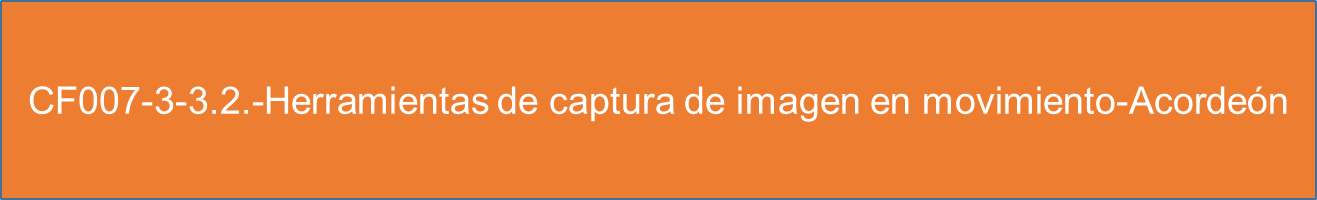 CF007-3-3.2.-Herramientas de captura de imagen en movimiento-Acordeón